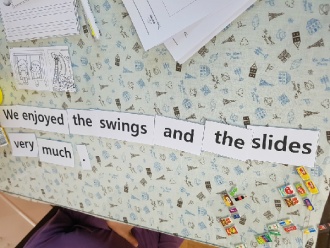 We enjoyed the swings and the slides
very much .